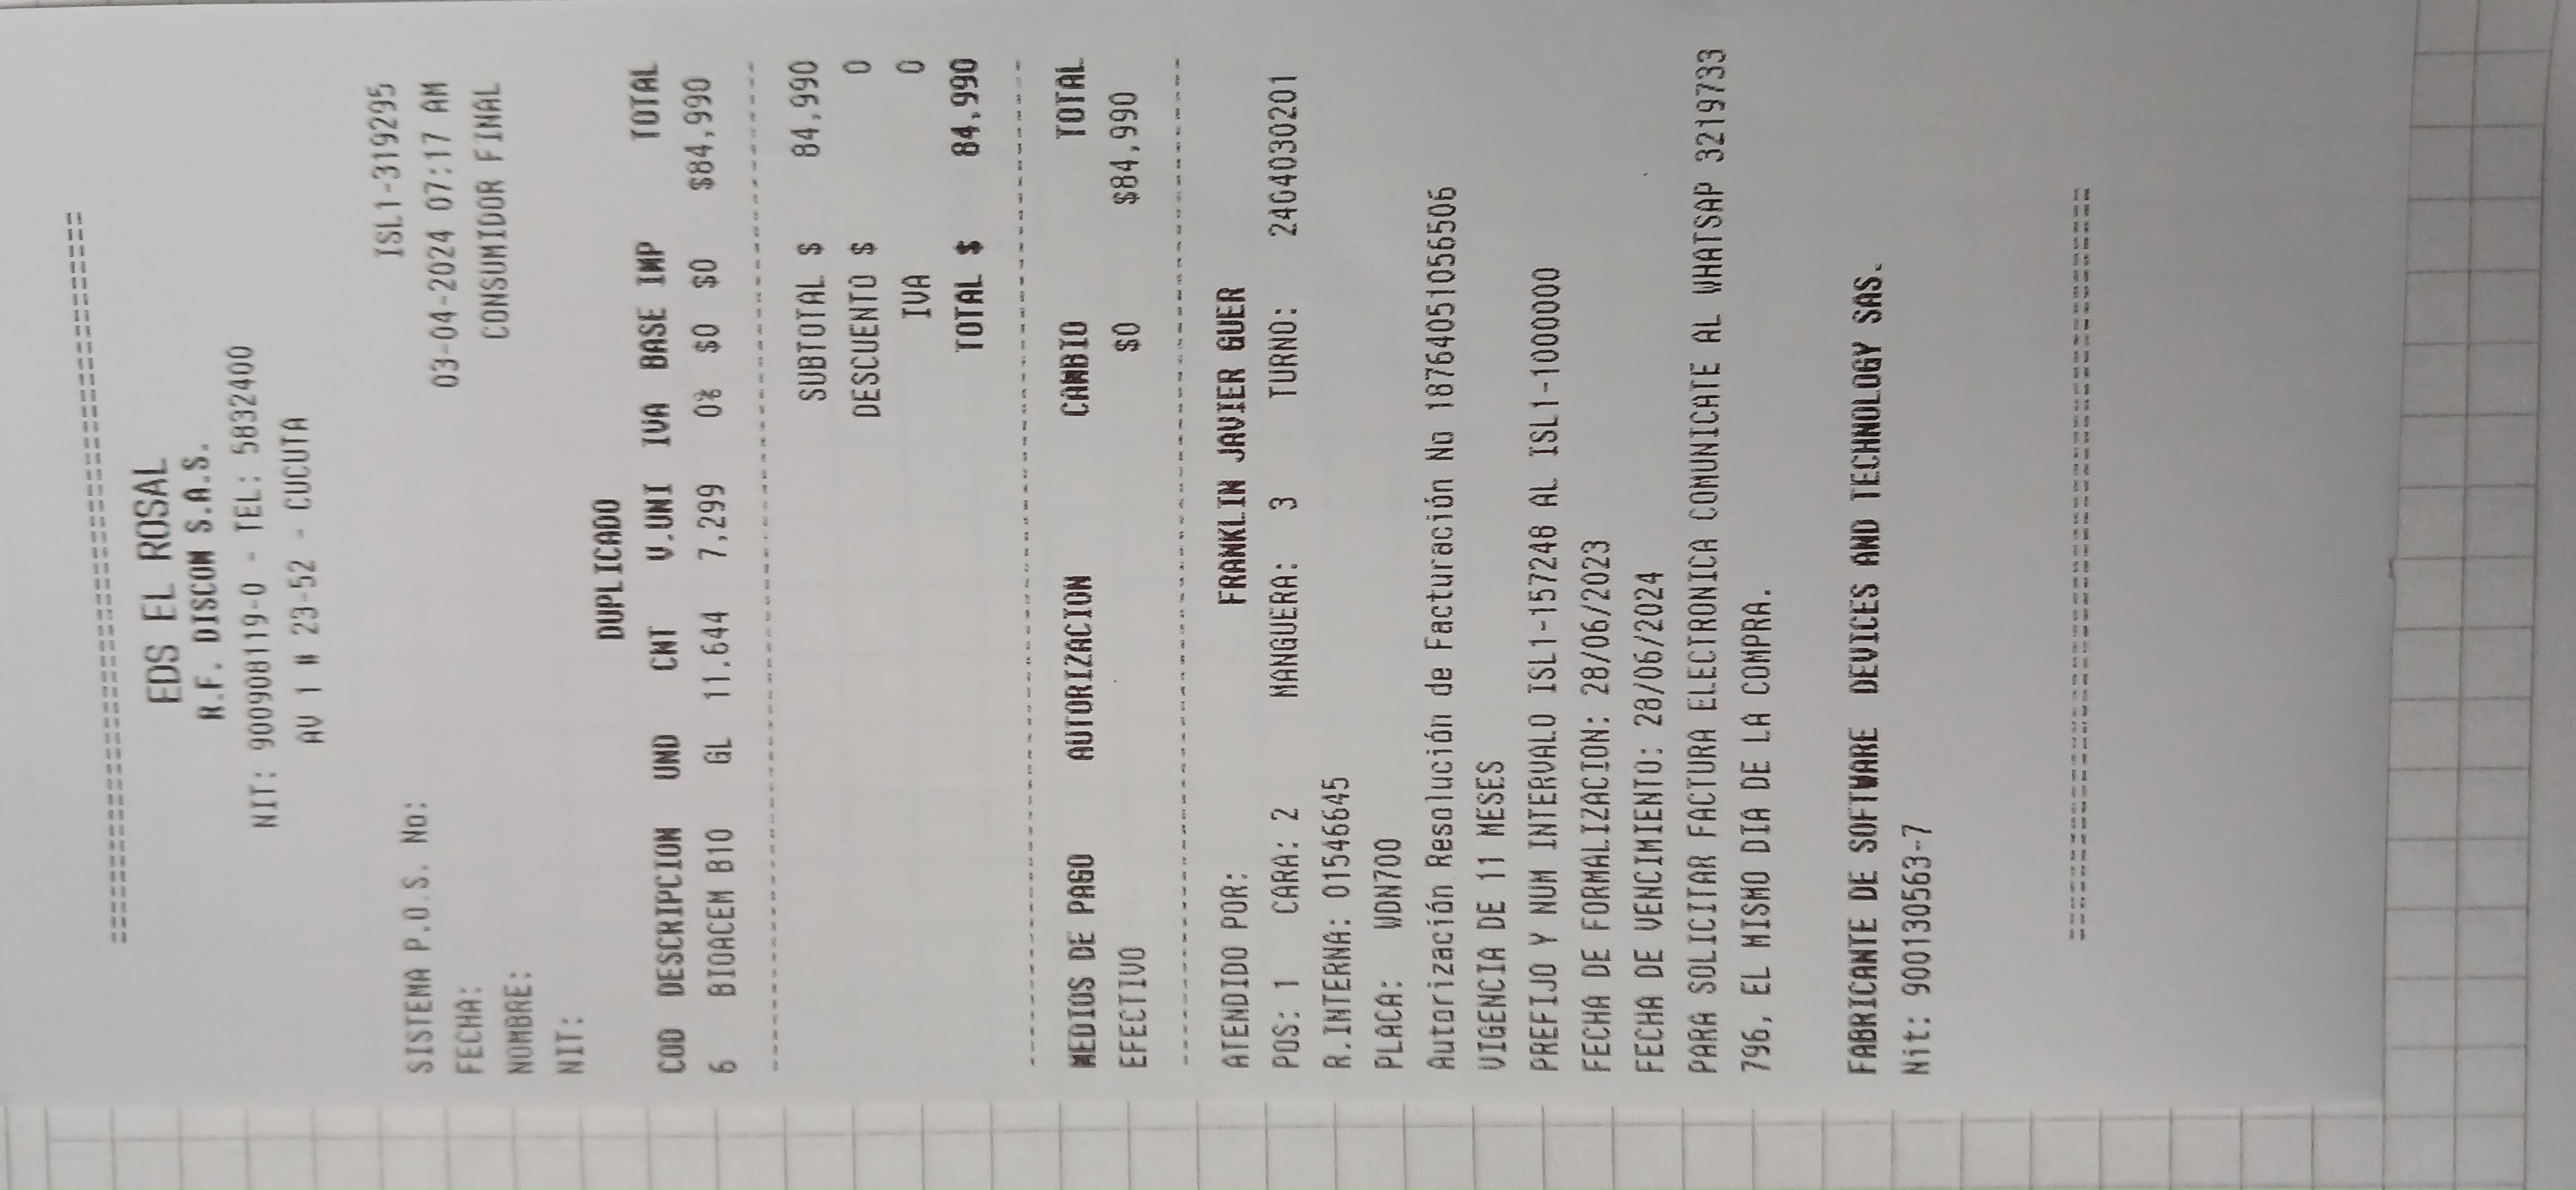 ================================================
EDS EL ROSAL
R.F. DISCOM S.A.S.
NIT: 900908119-0 - TEL: 5832400
AV 1 # 23-52 - CUCUTA
SISTEMA P.O.S. No: ISL1-319295
FECHA: 03-04-2024 07:17 AM
NOMBRE: CONSUMIDOR FINAL
NIT:
DUPLICADO
COD DESCRIPCION UND CNT V.UNI IVA BASE IMP TOTAL
6 BIOACEM B10 GL 11.644 7,299 0% $0 $0 $84,990
SUBTOTAL $ 84,990
DESCUENTO $ 0
IVA 0
TOTAL $ 84,990
MEDIOS DE PAGO AUTORIZACION CAMBIO TOTAL
EFECTIVO $0 $84,990
ATENDIDO POR: FRANKLIN JAVIER GUER
POS: 1 CARA: 2 MANGUERA: 3 TURNO: 2404030201
R.INTERNA: 01546645
PLACA: WDN700
Autorización Resolución de Facturación No 18764051056506
VIGENCIA DE 11 MESES
PREFIJO Y NUM INTERVALO ISL1-157248 AL ISL1-1000000
FECHA DE FORMALIZACION: 28/06/2023
FECHA DE VENCIMIENTO: 28/06/2024
PARA SOLICITAR FACTURA ELECTRONICA COMUNICATE AL WHATSAP 3219733
796, EL MISMO DIA DE LA COMPRA.
FABRICANTE DE SOFTWARE DEVICES AND TECHNOLOGY SAS.
Nit: 900130563-7
================================================